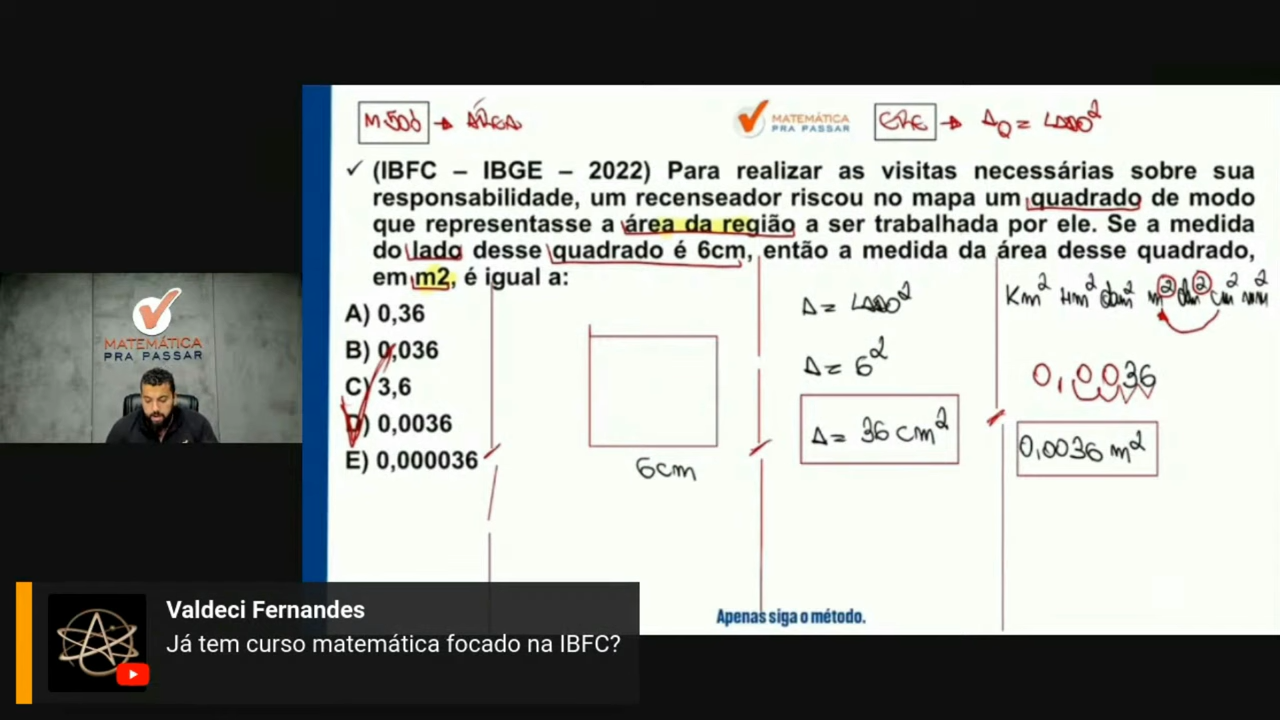 MATEMÁTICA
PRA PASSAR
ÁREA
MATEMÁTICA
PRA PASSAR
A_Q = LADO²
✓ (IBFC – IBGE – 2022) Para realizar as visitas necessárias sobre sua
responsabilidade, um recenseador riscou no mapa um quadrado de modo
que representasse a área da região a ser trabalhada por ele. Se a medida
do lado desse quadrado é 6cm, então a medida da área desse quadrado,
em m2, é igual a:
A) 0,36
B) 0,036
C) 3,6
D) 0,0036
E) 0,000036
6cm
A = LADO²
A = 6²
A = 36 cm²
Km² Hm² dam² m² dm² cm² mm²
0,0036
0,0036 m²
Apenas siga o método.
Valdeci Fernandes
Já tem curso matemática focado na IBFC?